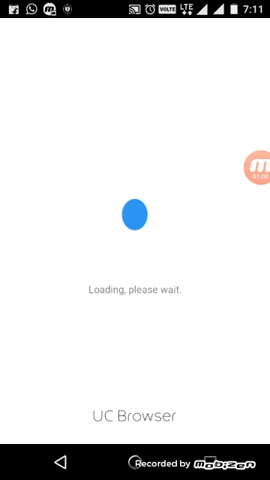 VOLTE LTE 7:11
m
01:06
Loading, please wait.
UC Browser
Recorded by mobizen